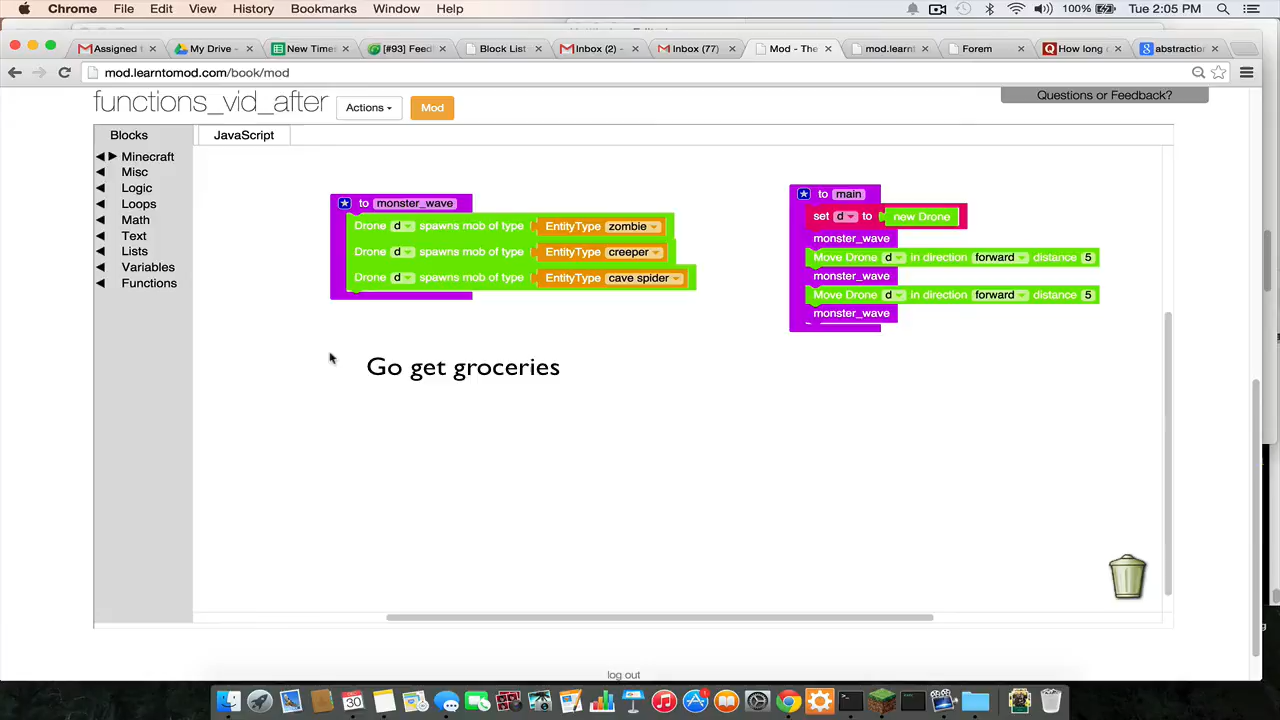 Chrome File Edit View History Bookmarks Window Help 100% Tue 2:05 PM
Assigned t My Drive - New Times [#93] Feed Block List Inbox (2) - Inbox (77) Mod - The mod.learnt Forem How long abstraction
mod.learntomod.com/book/mod
functions_vid_after Actions Mod Questions or Feedback?
Blocks JavaScript
Minecraft
Misc
Logic
Loops
Math
Text
Lists
Variables
Functions
to monster_wave
Drone d spawns mob of type EntityType zombie
Drone d spawns mob of type EntityType creeper
Drone d spawns mob of type EntityType cave spider
to main
set d to new Drone
monster_wave
Move Drone d in direction forward distance 5
monster_wave
Move Drone d in direction forward distance 5
monster_wave
Go get groceries
log out